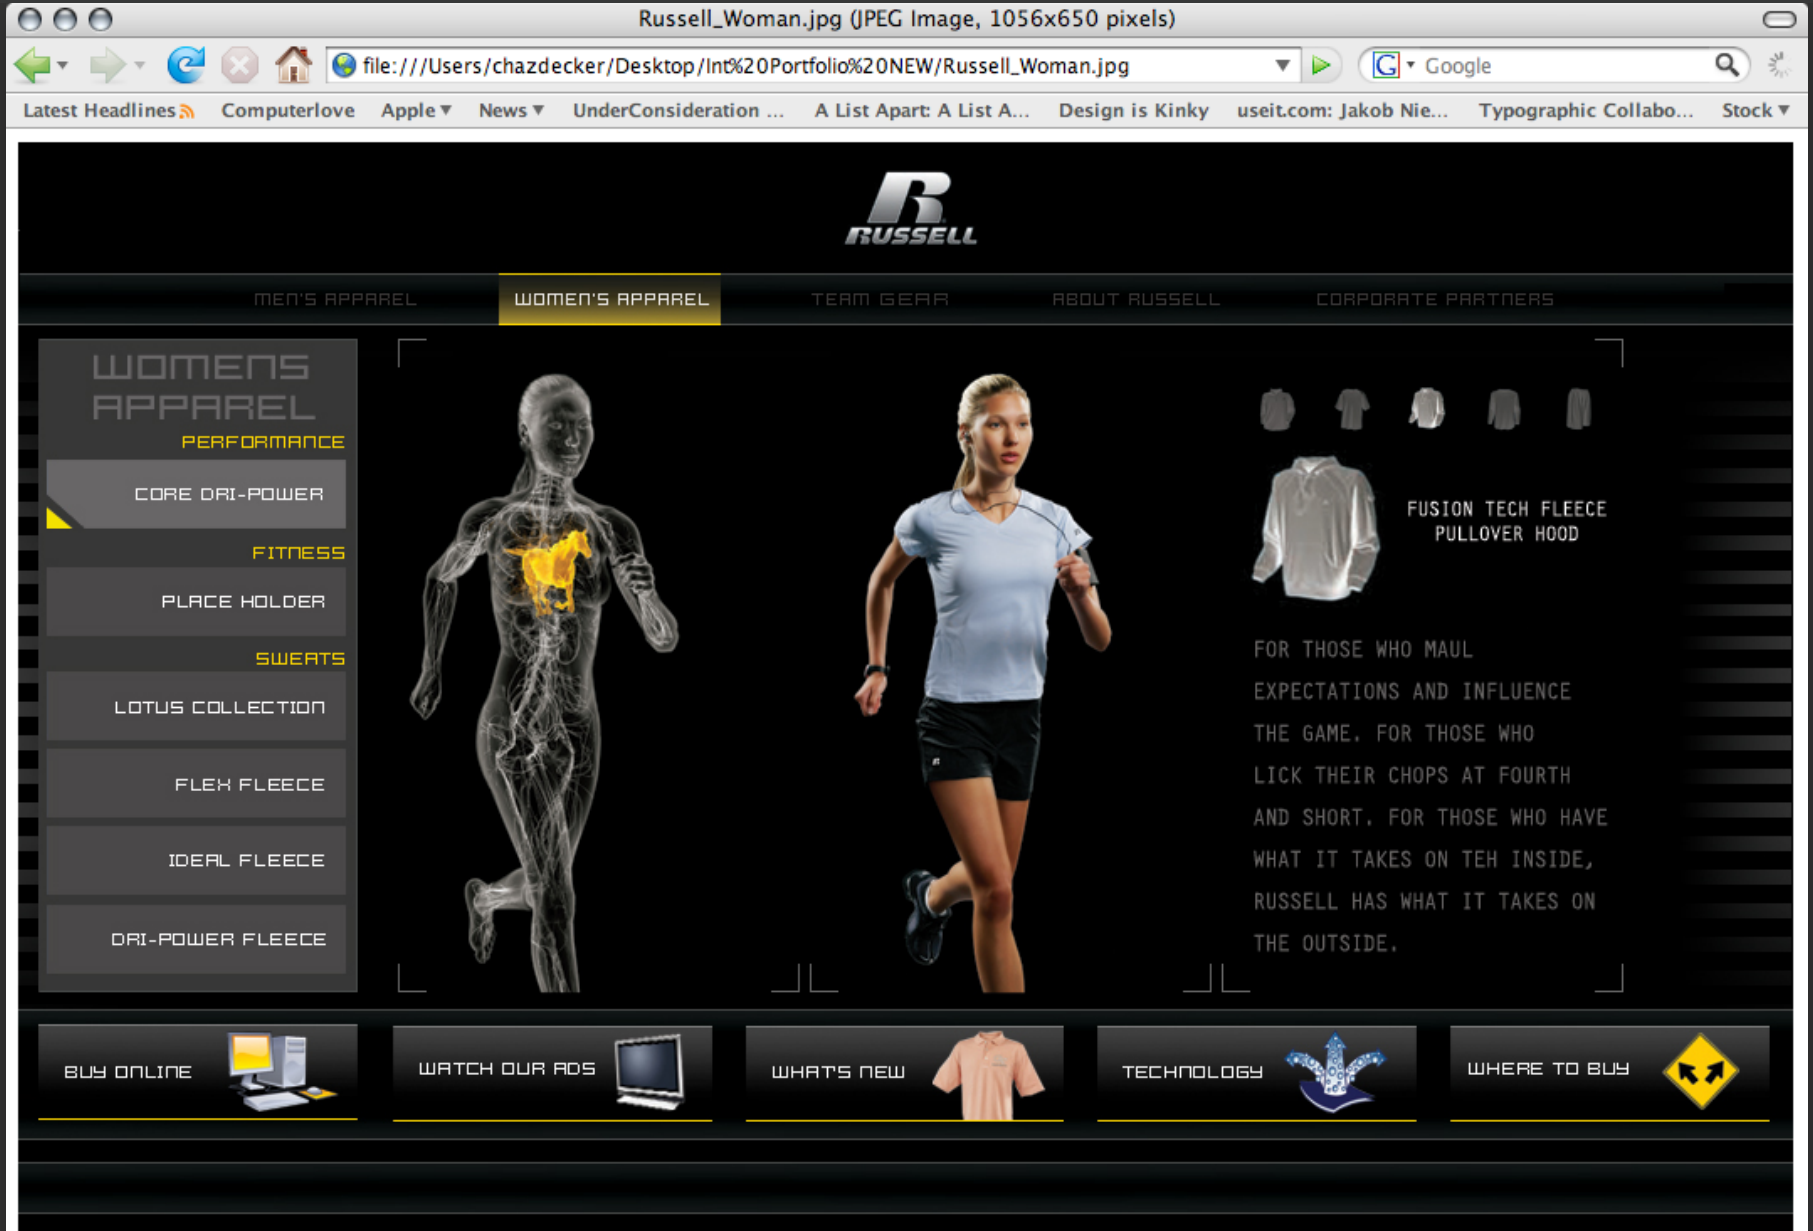 Russell_Woman.jpg (JPEG Image, 1056x650 pixels)
file:///Users/chazdecker/Desktop/Int%20Portfolio%20NEW/Russell_Woman.jpg
G
Google
Latest Headlines
Computerlove
Apple
News
UnderConsideration ...
A List Apart: A List A...
Design is Kinky
useit.com: Jakob Nie...
Typographic Collabo...
Stock
R
RUSSELL
MEN'S APPAREL
WOMEN'S APPAREL
TEAM GEAR
ABOUT RUSSELL
CORPORATE PARTNERS
WOMENS
APPAREL
PERFORMANCE
CORE DRI-POWER
FITNESS
PLACE HOLDER
SWEATS
LOTUS COLLECTION
FLEX FLEECE
IDEAL FLEECE
DRI-POWER FLEECE
FUSION TECH FLEECE
PULLOVER HOOD
FOR THOSE WHO MAUL
EXPECTATIONS AND INFLUENCE
THE GAME. FOR THOSE WHO
LICK THEIR CHOPS AT FOURTH
AND SHORT. FOR THOSE WHO HAVE
WHAT IT TAKES ON TEH INSIDE,
RUSSELL HAS WHAT IT TAKES ON
THE OUTSIDE.
BUY ONLINE
WATCH OUR ADS
WHAT'S NEW
TECHNOLOGY
WHERE TO BUY